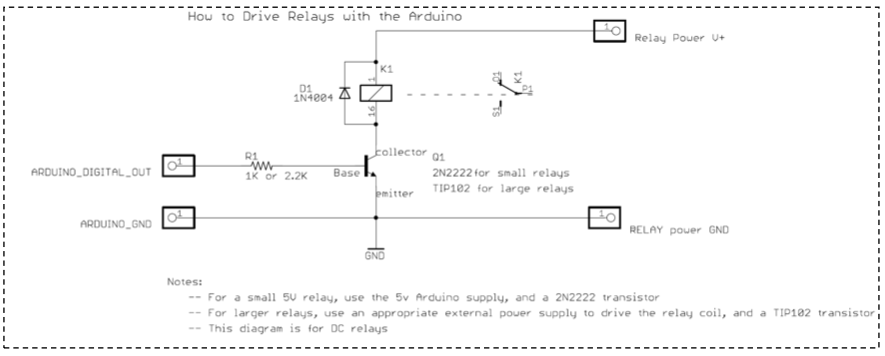 How to Drive Relays with the Arduino
1
Relay Power V+
K1
1
D1
1N4004
16
O1
K1
P1
S1
collector
Q1
R1
1
ARDUINO_DIGITAL_OUT
1K or 2.2K
Base
2N2222 for small relays
TIP102 for large relays
emitter
1
ARDUINO_GND
1
RELAY power GND
GND
Notes:
-- For a small 5V relay, use the 5v Arduino supply, and a 2N2222 transistor
-- For larger relays, use an appropriate external power supply to drive the relay coil, and a TIP102 transistor
-- This diagram is for DC relays